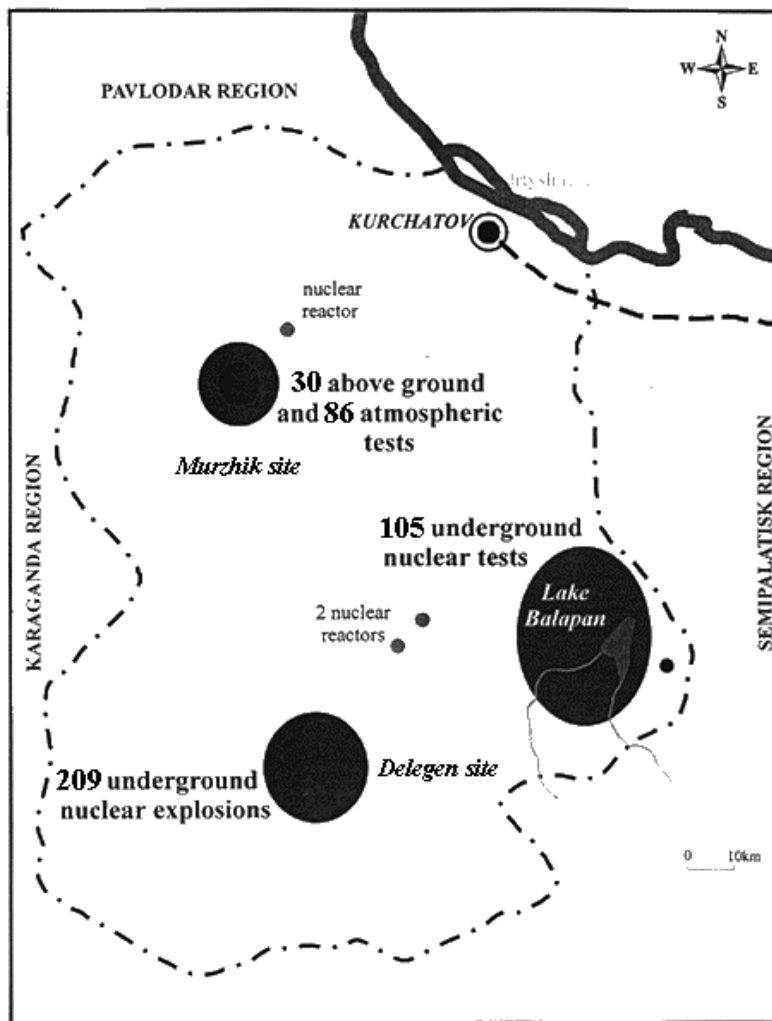 N
W E
S
PAVLODAR REGION
Irtysh
KURCHATOV
nuclear
reactor
30 above ground
and 86 atmospheric
tests
Murzhik site
KARAGANDA REGION
SEMIPALATISK REGION
105 underground
nuclear tests
Lake
Balapan
2 nuclear
reactors
Delegen site
209 underground
nuclear explosions
0 10km